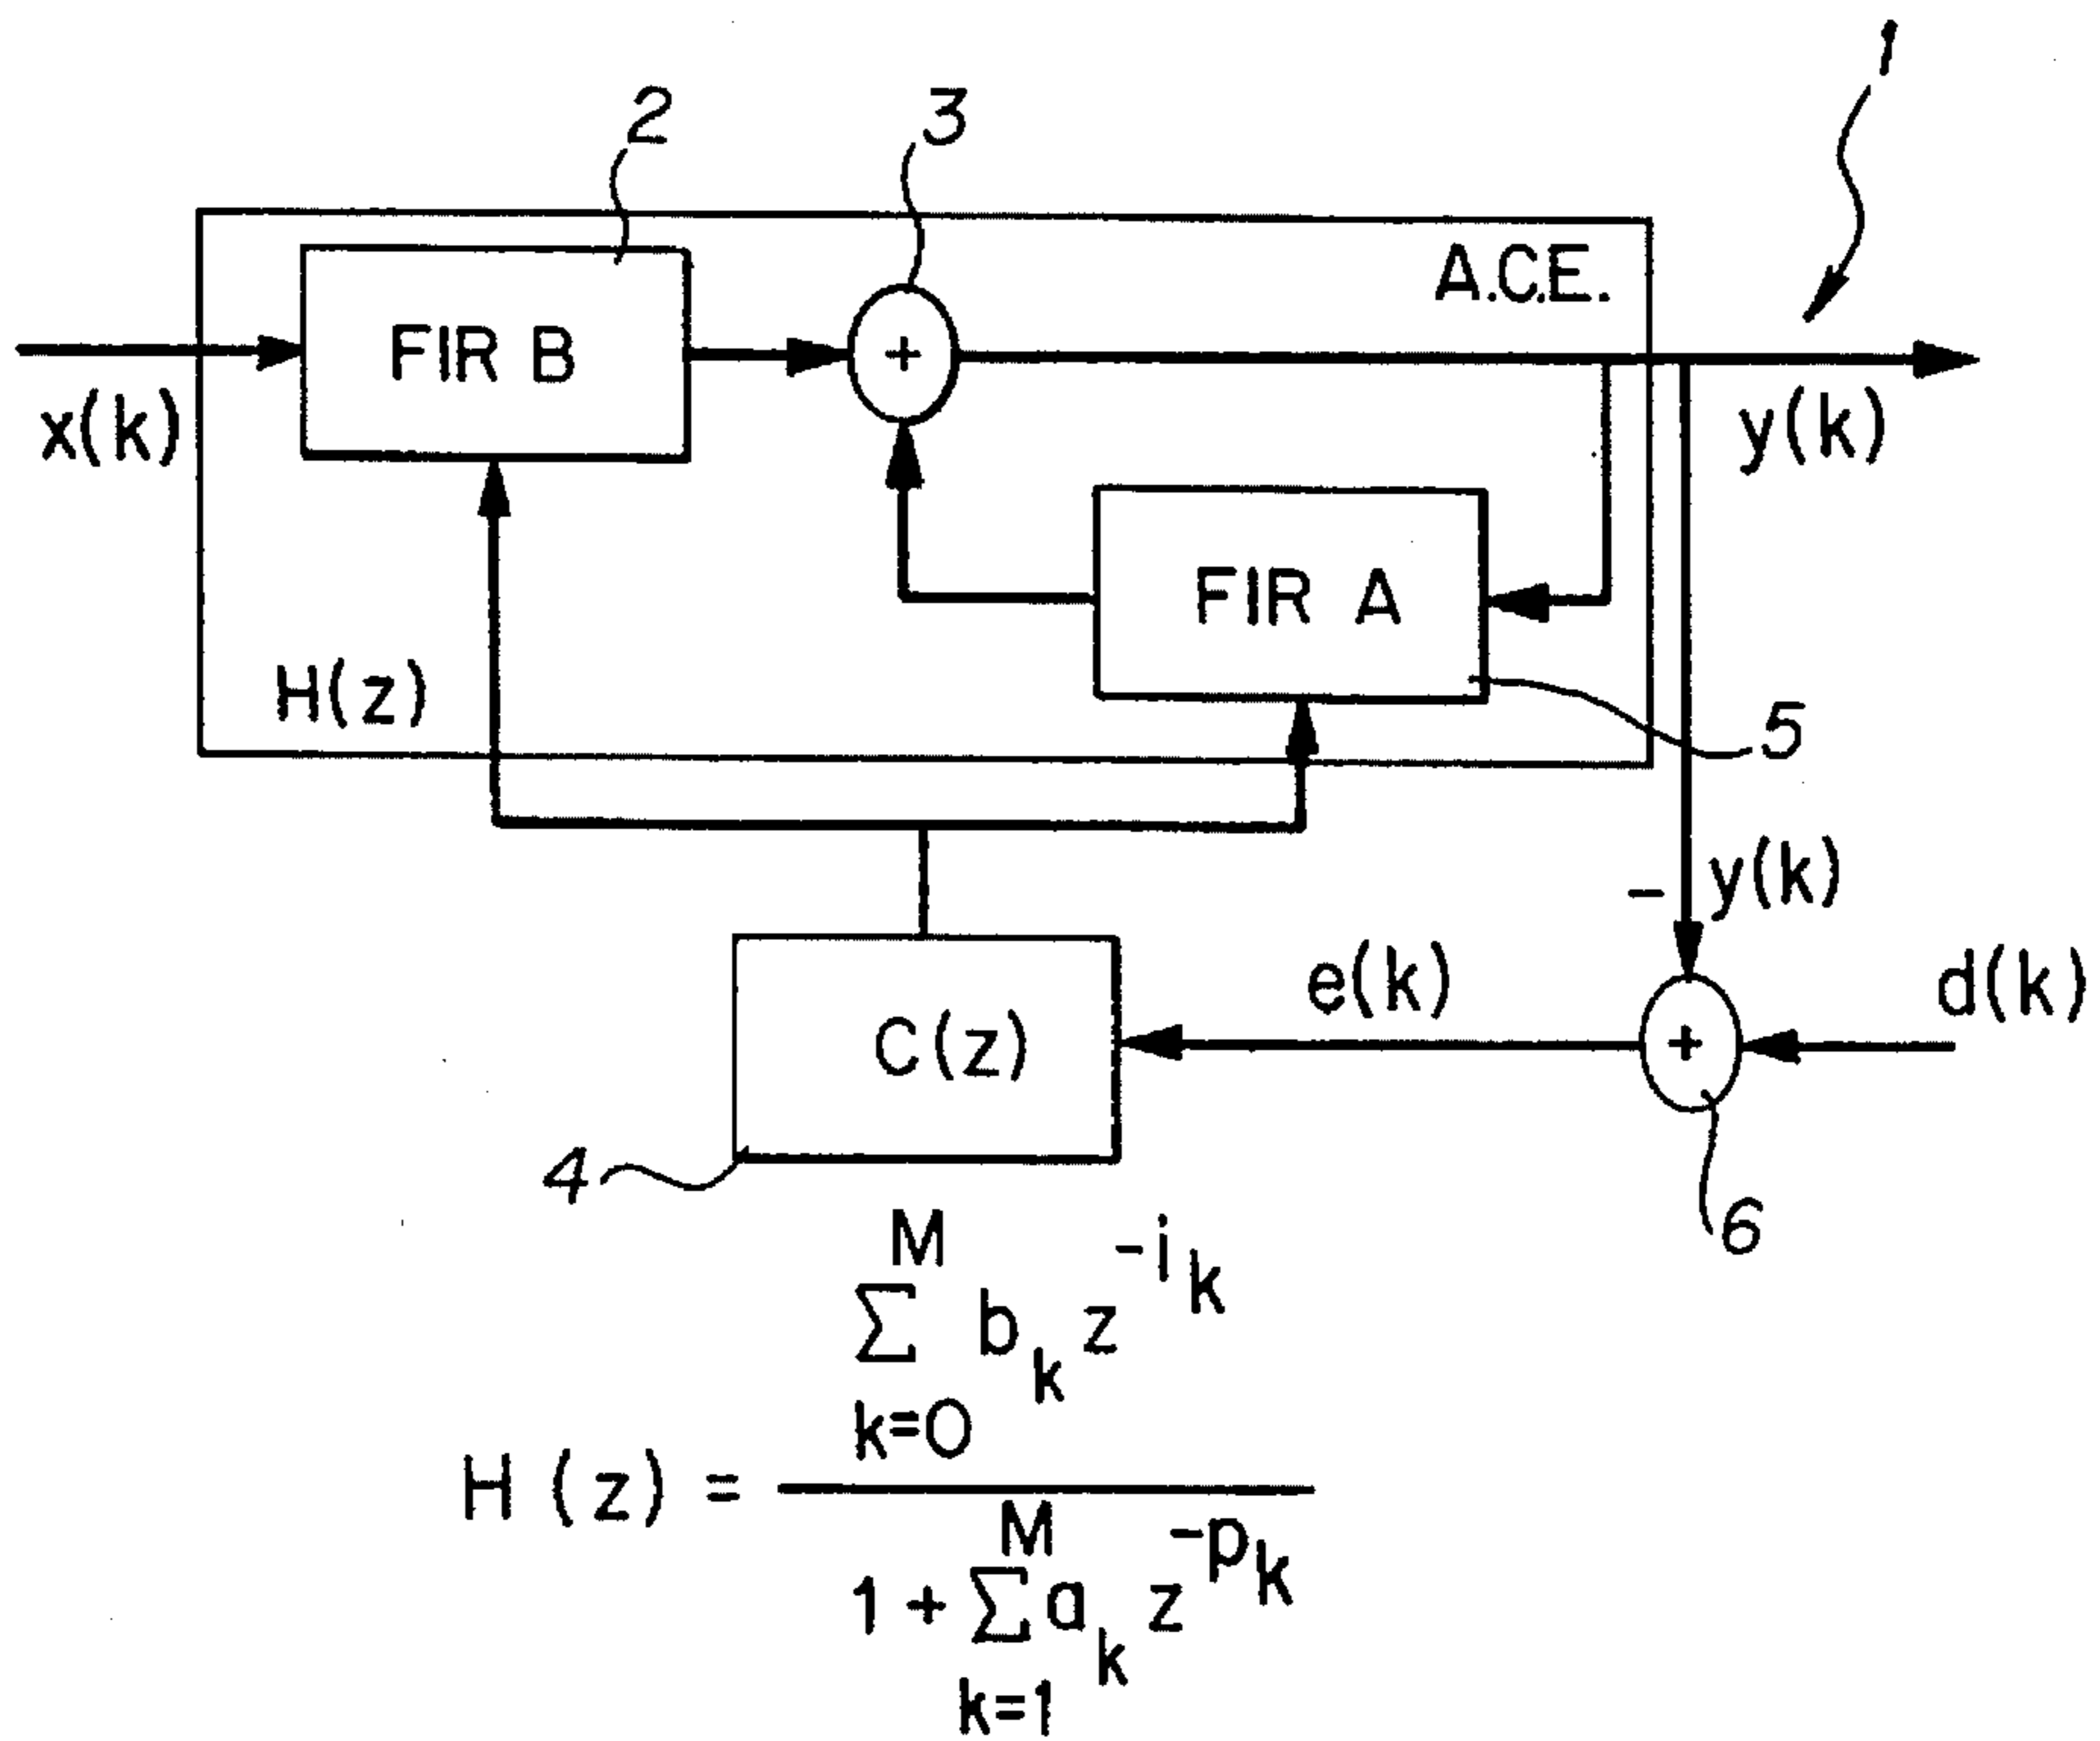 1
2
3
A.C.E.
FIR B
+
x(k)
y(k)
FIR A
H(z)
5
- y(k)
e(k)
d(k)
C(z)
+
4
6
M
Σ b_k z^-i_k
k=0
H(z) =
M
1 + Σ a_k z^-p_k
k=1